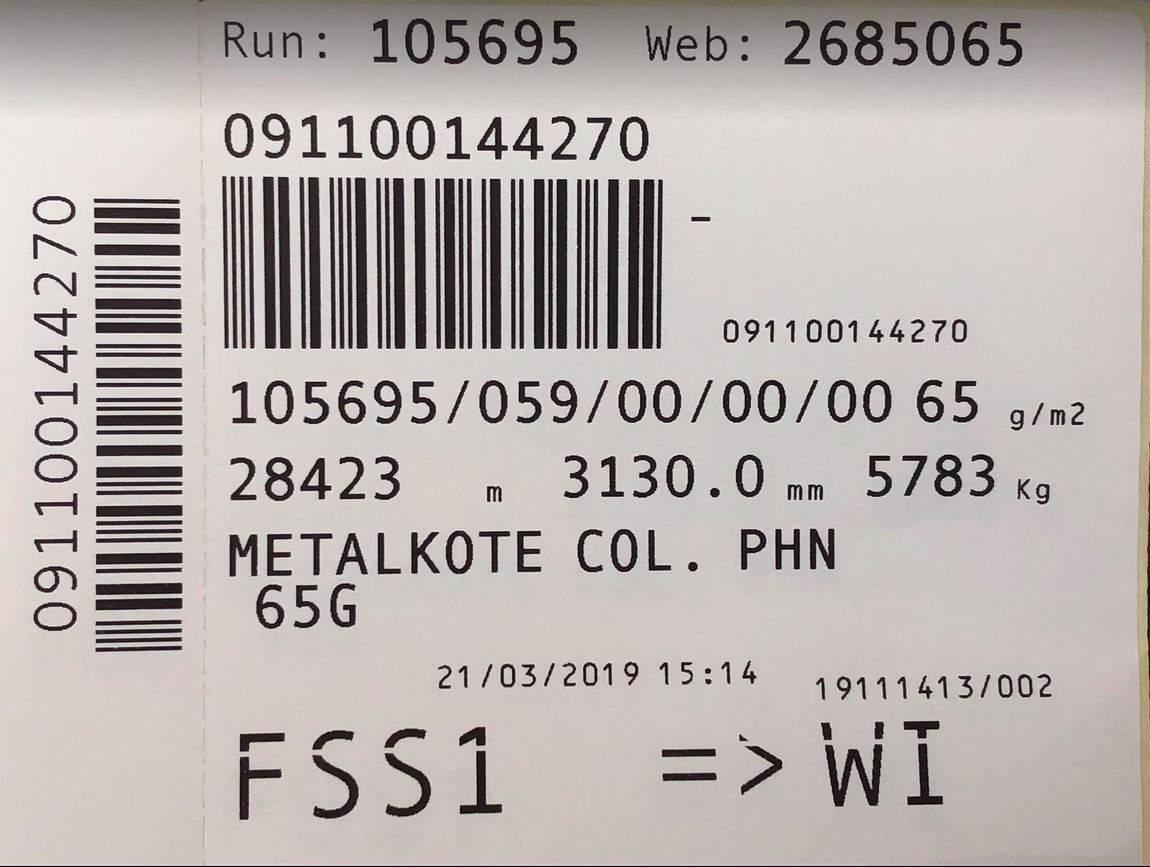 Run: 105695 Web: 2685065
091100144270
091100144270
-
091100144270
105695/059/00/00/00 65 g/m2
28423 m 3130.0 mm 5783 Kg
METALKOTE COL. PHN
65G
21/03/2019 15:14 19111413/002
FSS1 => WI